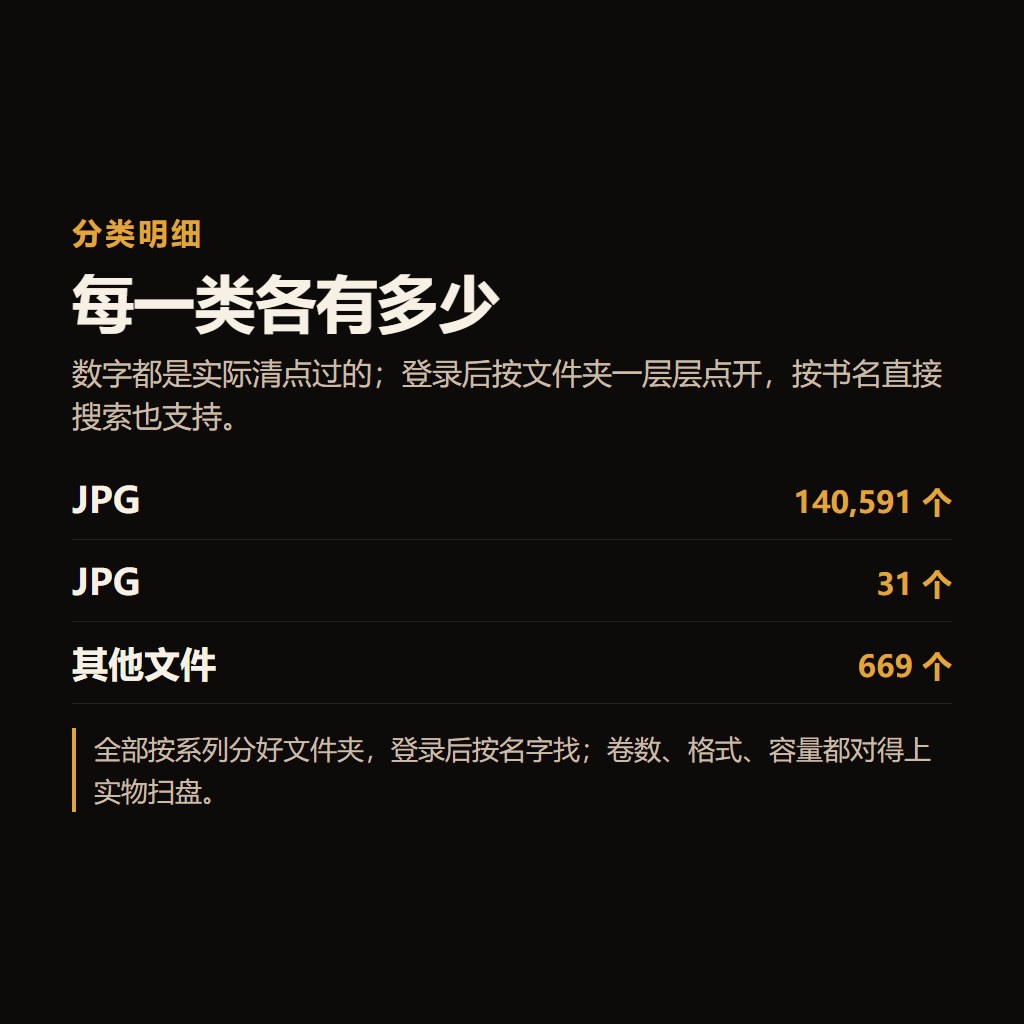 分类明细
每一类各有多少
数字都是实际清点过的；登录后按文件夹一层层点开，按书名直接
搜索也支持。
JPG 140,591 个
JPG 31 个
其他文件 669 个
全部按系列分好文件夹，登录后按名字找；卷数、格式、容量都对得上
实物扫盘。